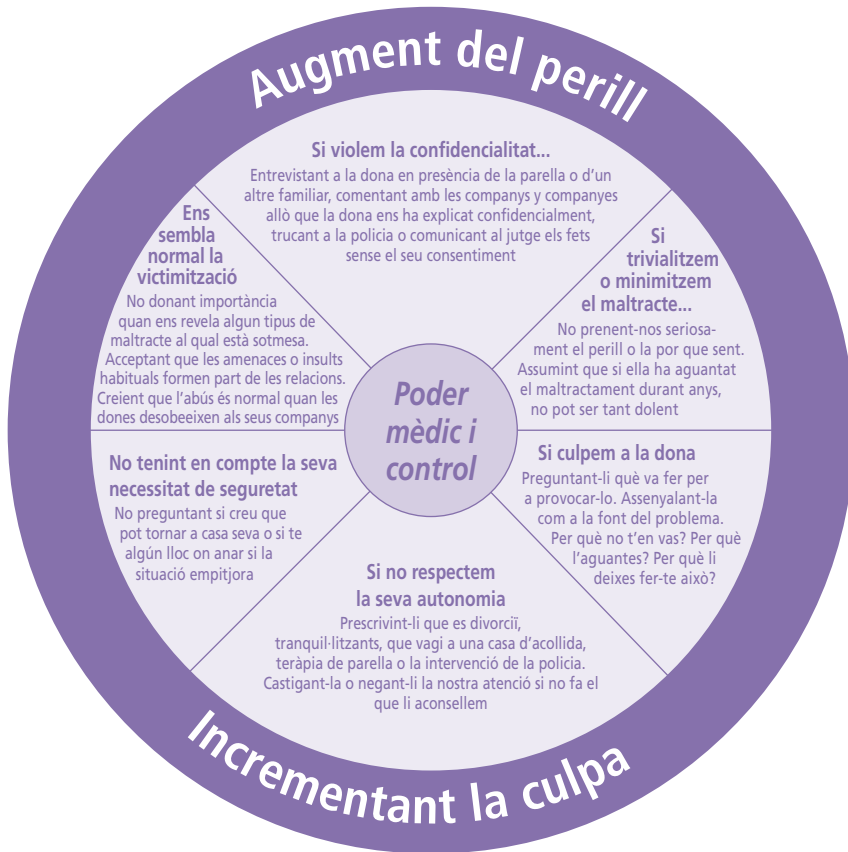 Augment del perill
Si violem la confidencialitat...
Entrevistant a la dona en presència de la parella o d'un
altre familiar, comentant amb les companys y companyes
allò que la dona ens ha explicat confidencialment,
trucant a la policia o comunicant al jutge els fets
sense el seu consentiment
Si
trivialitzem
o minimitzem
el maltracte...
No prenent-nos seriosa-
ment el perill o la por que sent.
Assumint que si ella ha aguantat
el maltractament durant anys,
no pot ser tant dolent
Si culpem a la dona
Preguntant-li què va fer per
a provocar-lo. Assenyalant-la
com a la font del problema.
Per què no t'en vas? Per què
l'aguantes? Per què li
deixes fer-te això?
Si no respectem
la seva autonomia
Prescrivint-li que es divorciï,
tranquil·litzants, que vagi a una casa d'acollida,
teràpia de parella o la intervenció de la policia.
Castigant-la o negant-li la nostra atenció si no fa el
que li aconsellem
No tenint en compte la seva
necessitat de seguretat
No preguntant si creu que
pot tornar a casa seva o si te
algún lloc on anar si la
situació empitjora
Ens
sembla
normal la
victimització
No donant importància
quan ens revela algun tipus de
maltracte al qual està sotmesa.
Acceptant que les amenaces o insults
habituals formen part de les relacions.
Creient que l'abús és normal quan les
dones desobeeixen als seus companys
Poder
mèdic i
control
Incrementant la culpa